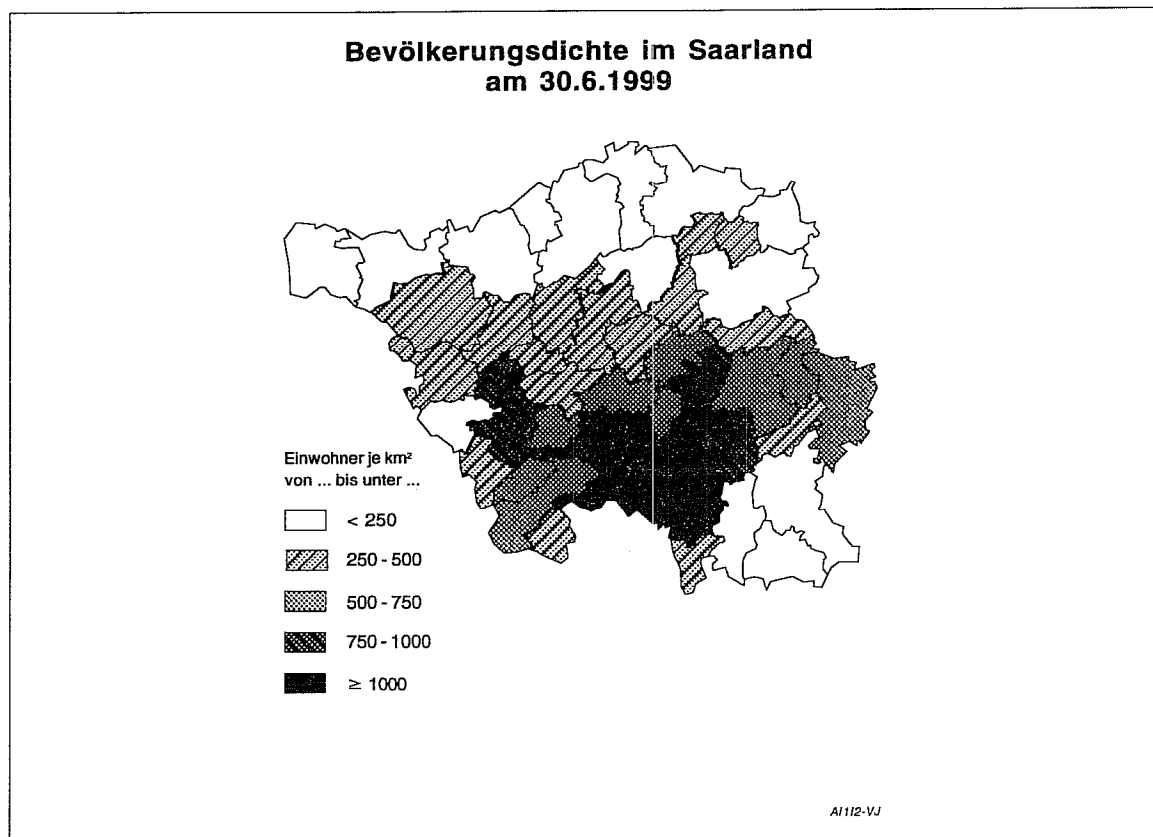 Bevölkerungsdichte im Saarland
am 30.6.1999
Einwohner je km²
von ... bis unter ...
< 250
250 - 500
500 - 750
750 - 1000
≥ 1000
AI1I2-VJ